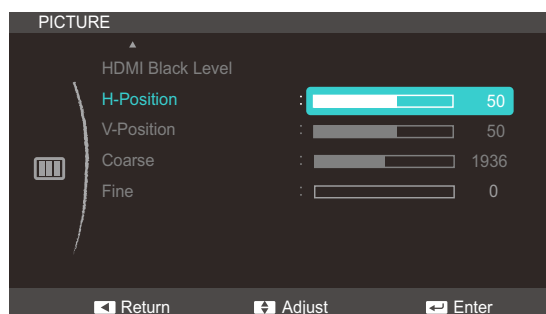 PICTURE
HDMI Black Level
H-Position : 50
V-Position : 50
Coarse : 1936
Fine : 0
Return Adjust Enter